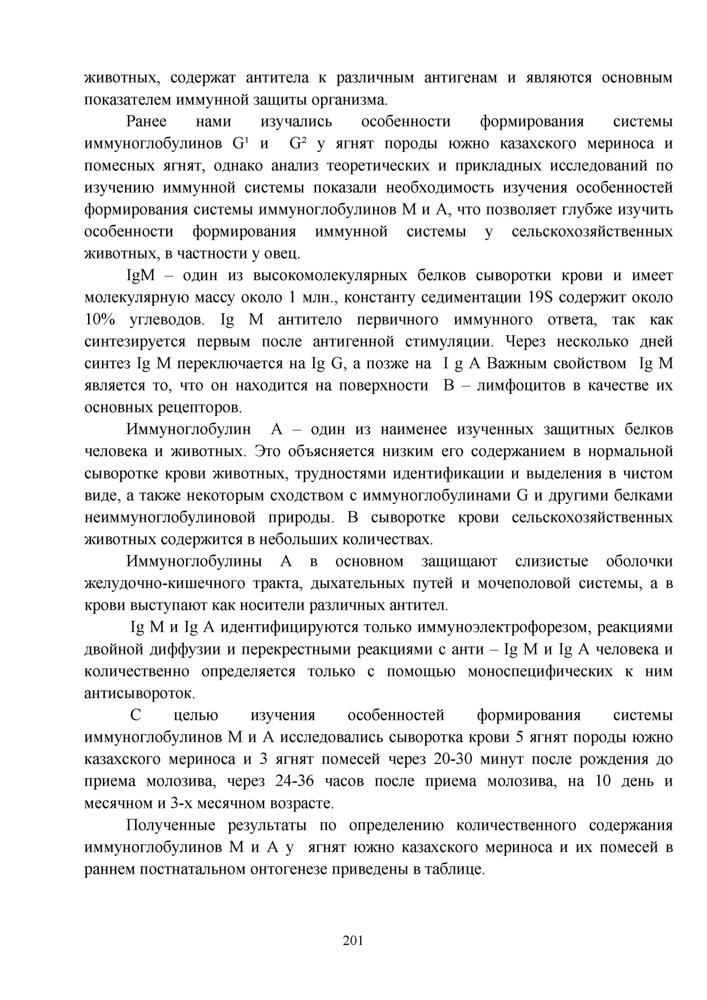 животных, содержат антитела к различным антигенам и являются основным
показателем иммунной защиты организма.
Ранее нами изучались особенности формирования системы
иммуноглобулинов G¹ и G² у ягнят породы южно казахского мериноса и
помесных ягнят, однако анализ теоретических и прикладных исследований по
изучению иммунной системы показали необходимость изучения особенностей
формирования системы иммуноглобулинов М и А, что позволяет глубже изучить
особенности формирования иммунной системы у сельскохозяйственных
животных, в частности у овец.
IgM – один из высокомолекулярных белков сыворотки крови и имеет
молекулярную массу около 1 млн., константу седиментации 19S содержит около
10% углеводов. Ig M антитело первичного иммунного ответа, так как
синтезируется первым после антигенной стимуляции. Через несколько дней
синтез Ig M переключается на Ig G, а позже на I g A Важным свойством Ig M
является то, что он находится на поверхности В – лимфоцитов в качестве их
основных рецепторов.
Иммуноглобулин А – один из наименее изученных защитных белков
человека и животных. Это объясняется низким его содержанием в нормальной
сыворотке крови животных, трудностями идентификации и выделения в чистом
виде, а также некоторым сходством с иммуноглобулинами G и другими белками
неиммуноглобулиновой природы. В сыворотке крови сельскохозяйственных
животных содержится в небольших количествах.
Иммуноглобулины А в основном защищают слизистые оболочки
желудочно-кишечного тракта, дыхательных путей и мочеполовой системы, а в
крови выступают как носители различных антител.
Ig M и Ig A идентифицируются только иммуноэлектрофорезом, реакциями
двойной диффузии и перекрестными реакциями с анти – Ig M и Ig A человека и
количественно определяется только с помощью моноспецифических к ним
антисывороток.
С целью изучения особенностей формирования системы
иммуноглобулинов М и А исследовались сыворотка крови 5 ягнят породы южно
казахского мериноса и 3 ягнят помесей через 20-30 минут после рождения до
приема молозива, через 24-36 часов после приема молозива, на 10 день и
месячном и 3-х месячном возрасте.
Полученные результаты по определению количественного содержания
иммуноглобулинов М и А у ягнят южно казахского мериноса и их помесей в
раннем постнатальном онтогенезе приведены в таблице.
201